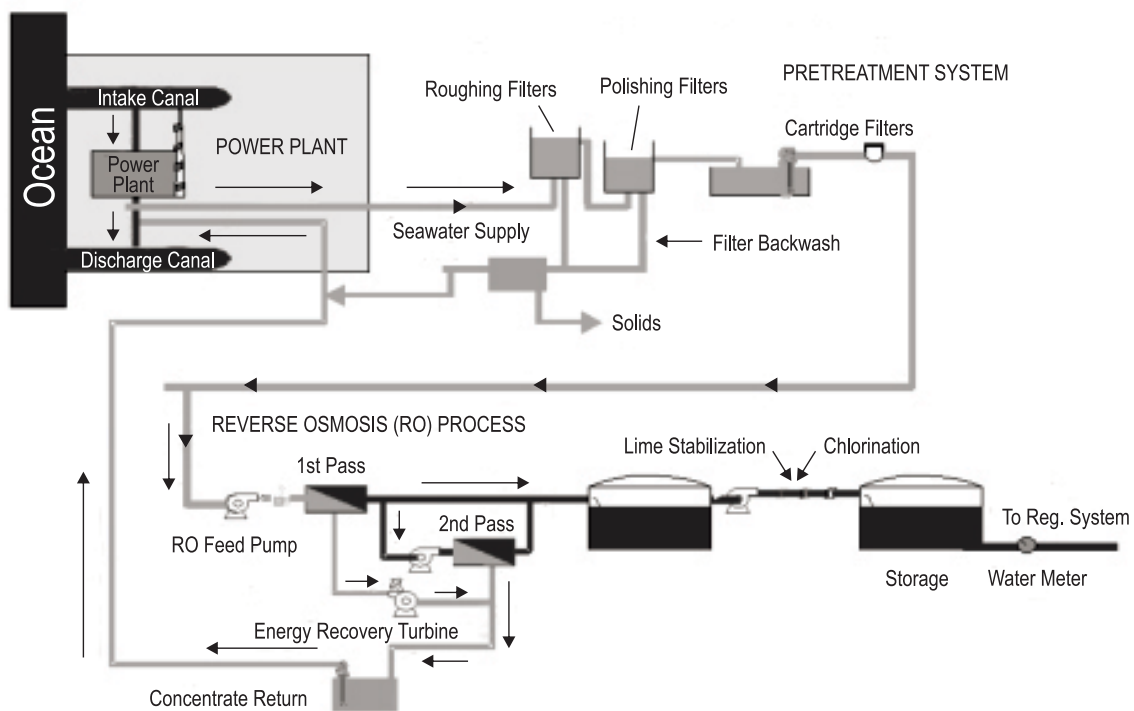 PRETREATMENT SYSTEM
Roughing Filters
Polishing Filters
Cartridge Filters
Ocean
Intake Canal
POWER PLANT
Power
Plant
Seawater Supply
Filter Backwash
Discharge Canal
Solids
REVERSE OSMOSIS (RO) PROCESS
Lime Stabilization
Chlorination
1st Pass
2nd Pass
To Reg. System
RO Feed Pump
Storage
Water Meter
Energy Recovery Turbine
Concentrate Return